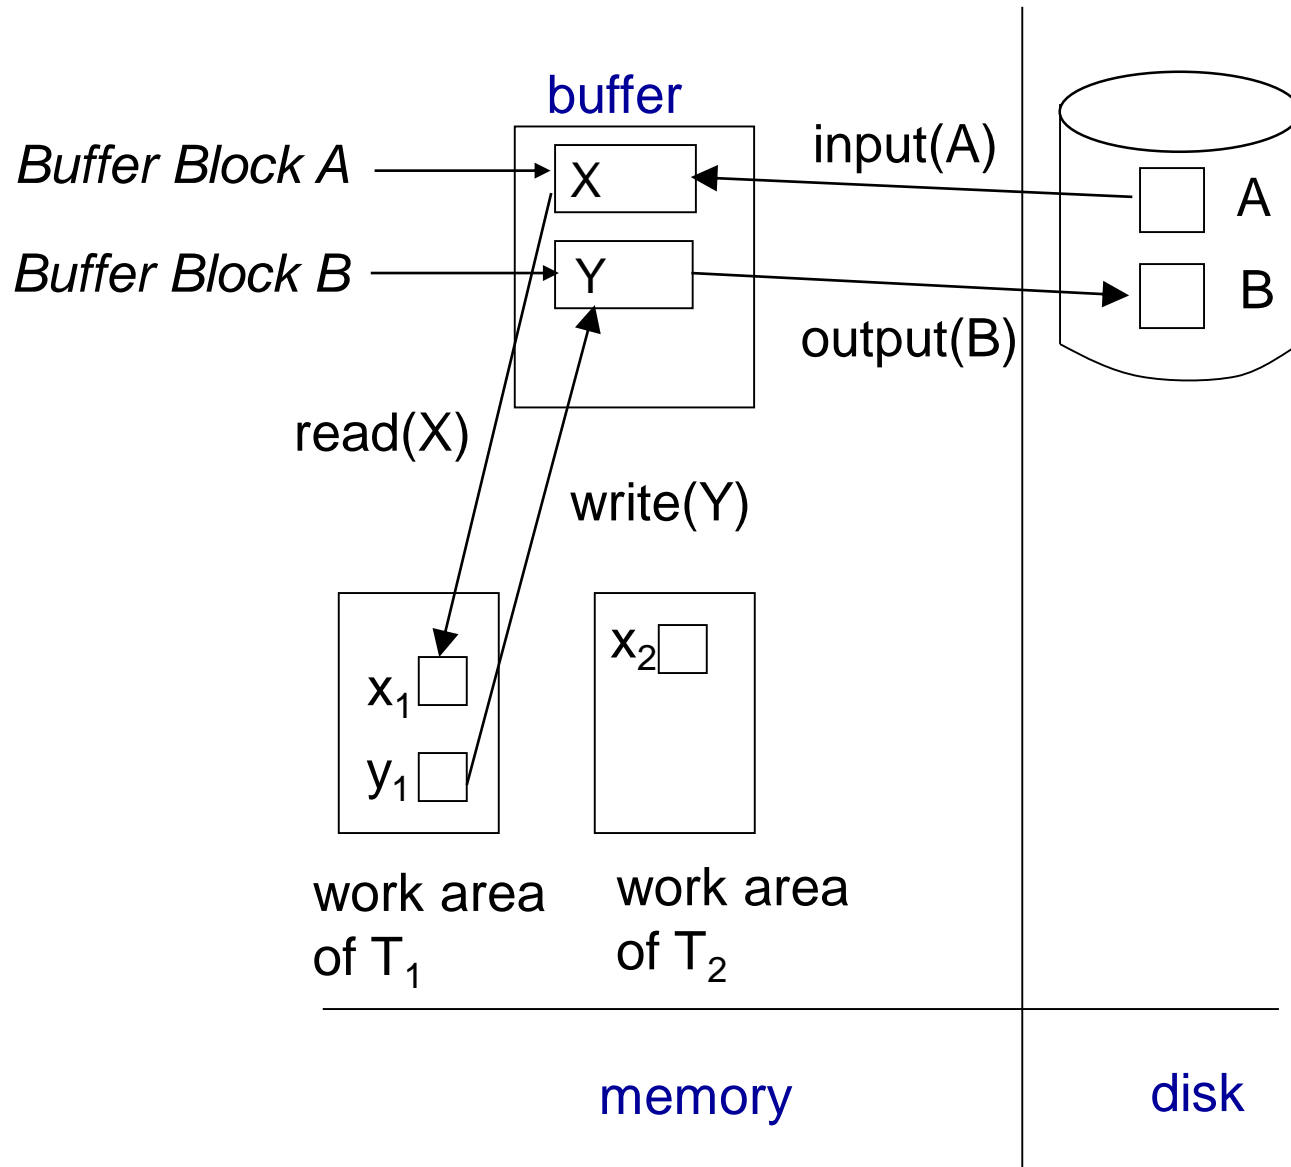 buffer
Buffer Block A
X
input(A)
A
Buffer Block B
Y
B
output(B)
read(X)
write(Y)
x₁
y₁
x₂
work area
of T₁
work area
of T₂
memory
disk